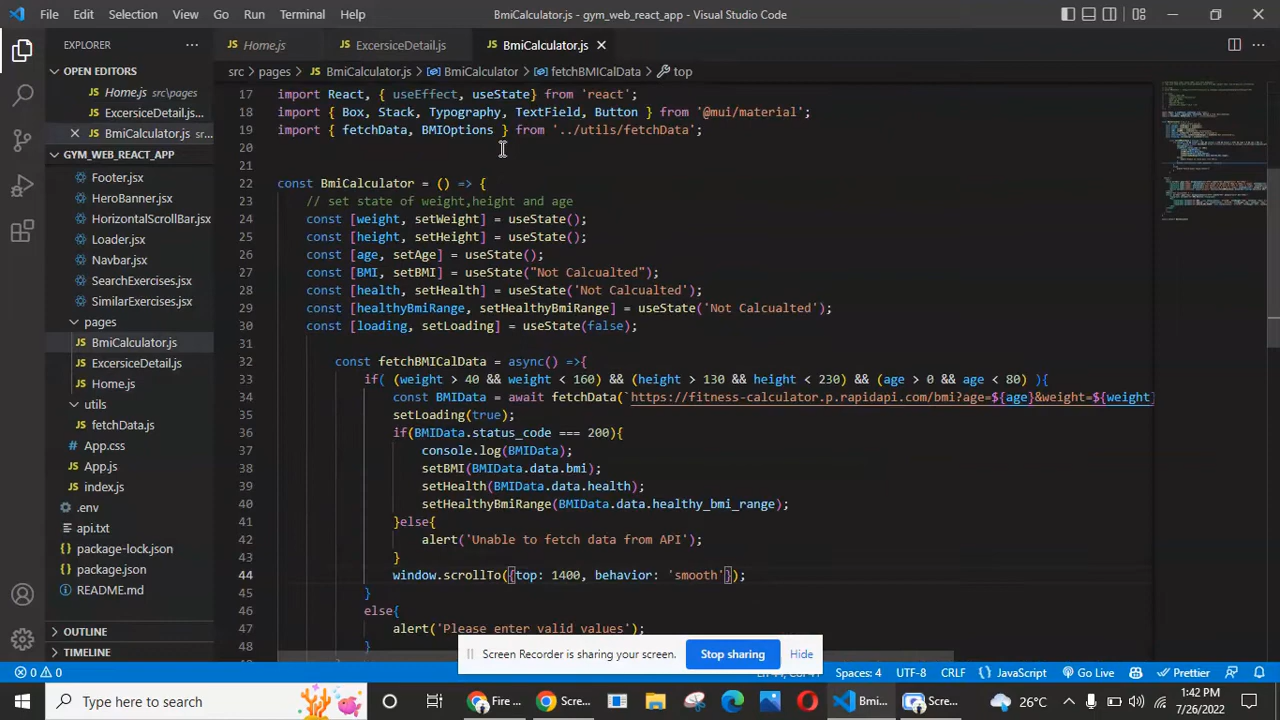 File Edit Selection View Go Run Terminal Help
BmiCalculator.js - gym_web_react_app - Visual Studio Code
EXPLORER
OPEN EDITORS
Home.js src\pages
ExcersiceDetail.js
BmiCalculator.js ...
GYM_WEB_REACT_APP
Footer.jsx
HeroBanner.jsx
HorizontalScrollBar.jsx
Loader.jsx
Navbar.jsx
SearchExercises.jsx
SimilarExercises.jsx
pages
BmiCalculator.js
ExcersiceDetail.js
Home.js
utils
fetchData.js
App.css
App.js
index.js
.env
api.txt
package-lock.json
package.json
README.md
OUTLINE
TIMELINE
Home.js
ExcersiceDetail.js
BmiCalculator.js
src > pages > BmiCalculator.js > BmiCalculator > fetchBMICalData > top
17 import React, { useEffect, useState} from 'react';
18 import { Box, Stack, Typography, TextField, Button } from '@mui/material';
19 import { fetchData, BMIOptions } from '../utils/fetchData';
20
21
22 const BmiCalculator = () => {
23 // set state of weight,height and age
24 const [weight, setWeight] = useState();
25 const [height, setHeight] = useState();
26 const [age, setAge] = useState();
27 const [BMI, setBMI] = useState("Not Calcualted");
28 const [health, setHealth] = useState('Not Calcualted');
29 const [healthyBmiRange, setHealthyBmiRange] = useState('Not Calcualted');
30 const [loading, setLoading] = useState(false);
31
32 const fetchBMICalData = async() =>{
33 if( (weight > 40 && weight < 160) && (height > 130 && height < 230) && (age > 0 && age < 80) ){
34 const BMIData = await fetchData(`https://fitness-calculator.p.rapidapi.com/bmi?age=${age}&weight=${weight}
35 setLoading(true);
36 if(BMIData.status_code === 200){
37 console.log(BMIData);
38 setBMI(BMIData.data.bmi);
39 setHealth(BMIData.data.health);
40 setHealthyBmiRange(BMIData.data.healthy_bmi_range);
41 }else{
42 alert('Unable to fetch data from API');
43 }
44 window.scrollTo({top: 1400, behavior: 'smooth'});
45 }
46 else{
47 alert('Please enter valid values');
48 }
Screen Recorder is sharing your screen. Stop sharing Hide
0 0
Spaces: 4 UTF-8 CRLF JavaScript Go Live Prettier
Type here to search
Fire ...
Scre...
Bmi...
Scre...
26°C
1:42 PM
7/26/2022